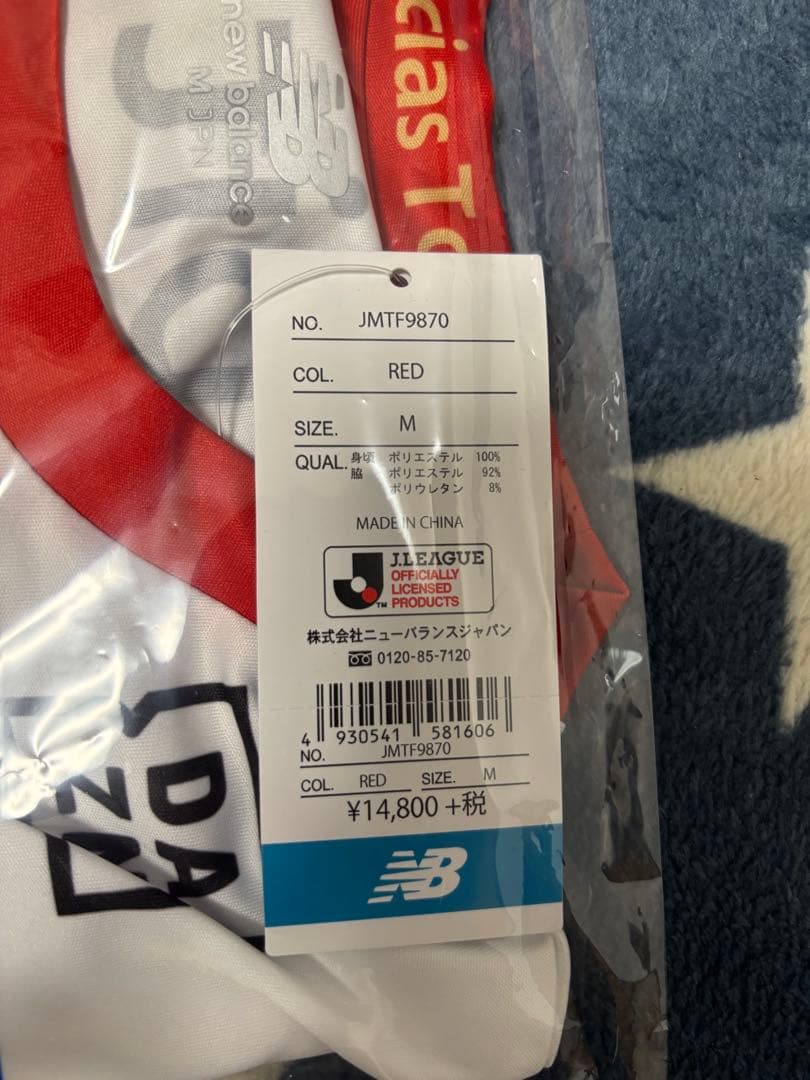 new balance
M JPN
cias To
NO. JMTF9870
COL. RED
SIZE. M
QUAL. 身頃 ポリエステル 100%
脇 ポリエステル 92%
ポリウレタン 8%
MADE IN CHINA
J.LEAGUE
OFFICIALLY
LICENSED
PRODUCTS
TM
株式会社ニューバランスジャパン
0120-85-7120
4 930541 581606
NO. JMTF9870
COL. RED SIZE. M
¥14,800 +税
NB
DA
ZN